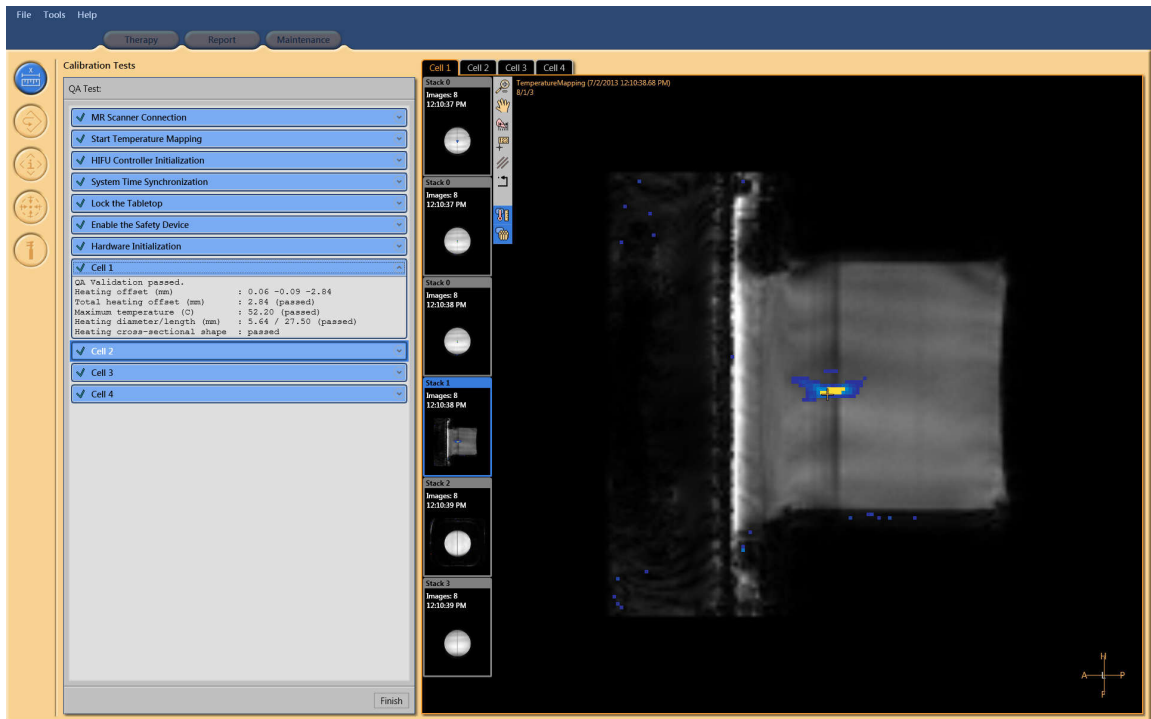 File Tools Help
Therapy Report Maintenance
Calibration Tests
QA Test:
MR Scanner Connection
Start Temperature Mapping
HIFU Controller Initialization
System Time Synchronization
Lock the Tabletop
Enable the Safety Device
Hardware Initialization
Cell 1
QA Validation passed.
Heating offset (mm) : 0.06 -0.09 -2.84
Total heating offset (mm) : 2.84 (passed)
Maximum temperature (C) : 52.20 (passed)
Heating diameter/length (mm) : 5.64 / 27.50 (passed)
Heating cross-sectional shape : passed
Cell 2
Cell 3
Cell 4
Finish
Cell 1 Cell 2 Cell 3 Cell 4
Stack 0
Images: 8
12:10:37 PM
Stack 0
Images: 8
12:10:37 PM
Stack 0
Images: 8
12:10:38 PM
Stack 1
Images: 8
12:10:38 PM
Stack 2
Images: 8
12:10:39 PM
Stack 3
Images: 8
12:10:39 PM
TemperatureMapping (7/2/2013 12:10:38.68 PM)
8/1/3
H
A L P
F